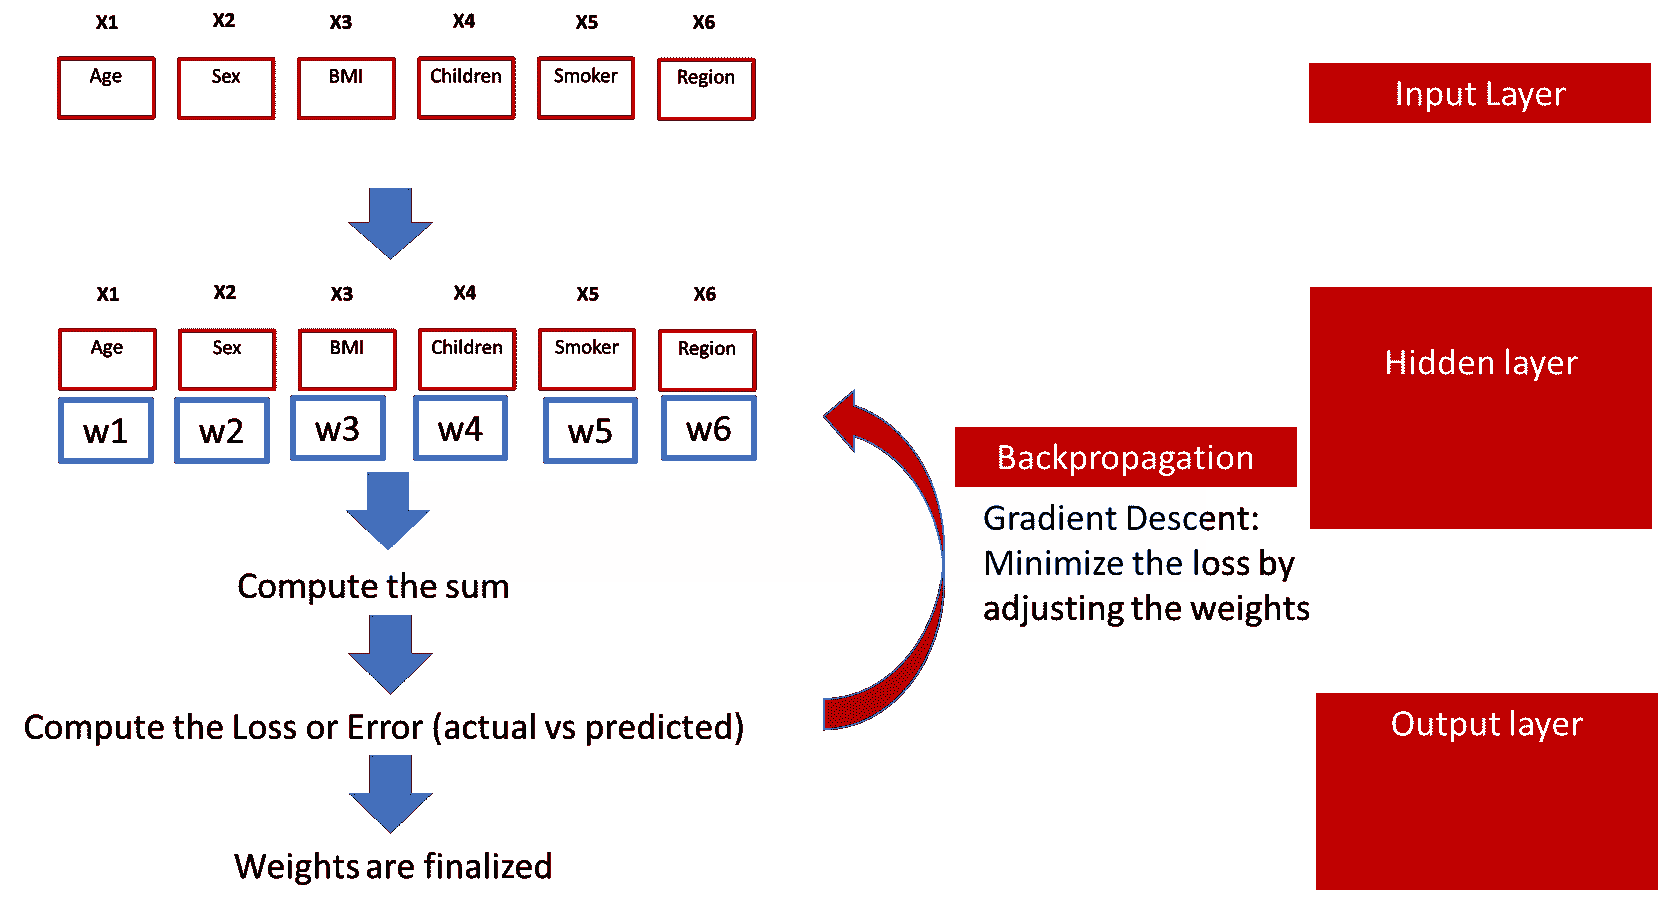 X1 X2 X3 X4 X5 X6
Age Sex BMI Children Smoker Region
Input Layer
X1 X2 X3 X4 X5 X6
Age Sex BMI Children Smoker Region
Hidden layer
w1 w2 w3 w4 w5 w6
Backpropagation
Gradient Descent:
Minimize the loss by
adjusting the weights
Compute the sum
Compute the Loss or Error (actual vs predicted)
Output layer
Weights are finalized